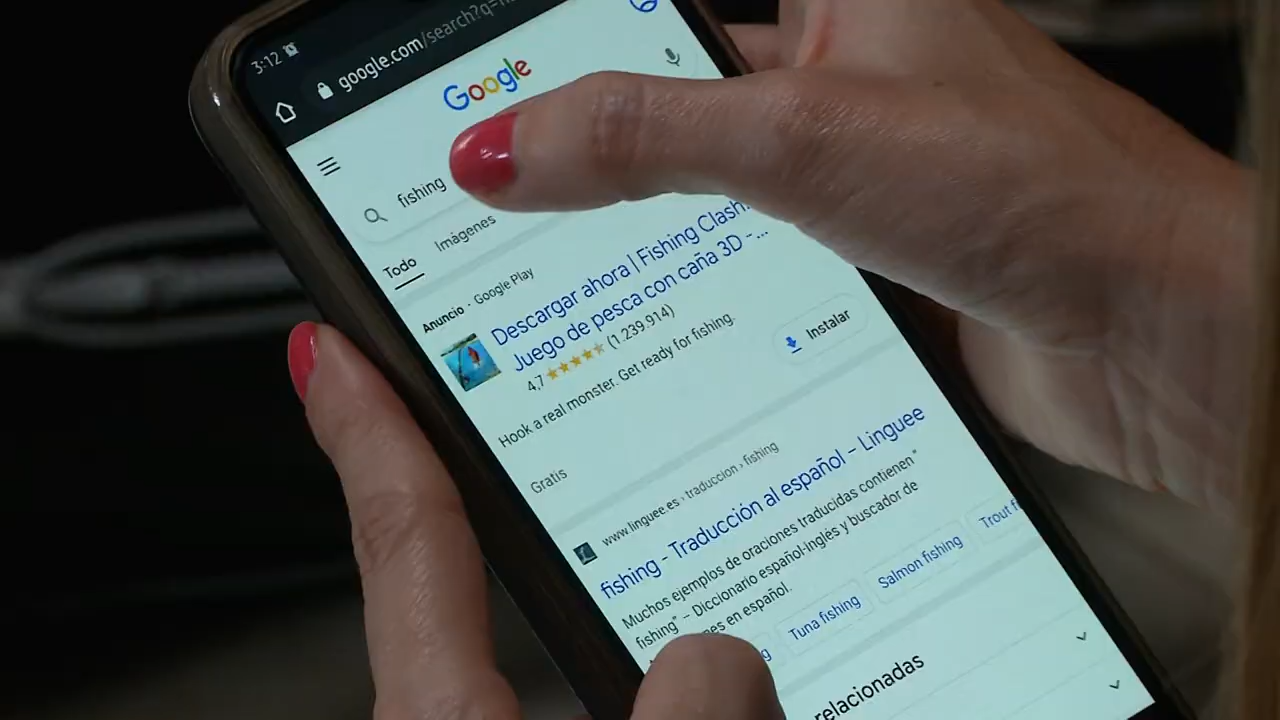 3:12
google.com/search?q=
Google
fishing
Todo Imágenes
Anuncio · Google Play
Descargar ahora | Fishing Clash:
Juego de pesca con caña 3D -...
4,7 (1.239.914)
Hook a real monster. Get ready for fishing.
Instalar
Gratis
www.linguee.es › traduccion › fishing
fishing - Traducción al español – Linguee
Muchos ejemplos de oraciones traducidas contienen"
fishing" – Diccionario español-inglés y buscador de
en español.
Tuna fishing
Salmon fishing
Trout
relacionadas